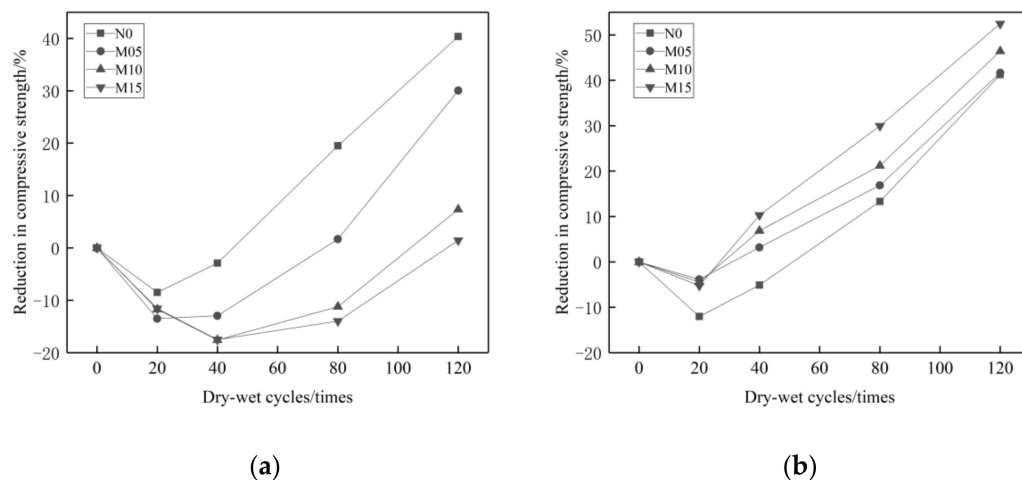 N0
M05
M10
M15
Reduction in compressive strength/%
40
30
20
10
0
−10
−20
0 20 40 60 80 100 120
Dry-wet cycles/times
(a)
N0
M05
M10
M15
Reduction in compressive strength/%
50
40
30
20
10
0
−10
−20
0 20 40 60 80 100 120
Dry-wet cycles/times
(b)